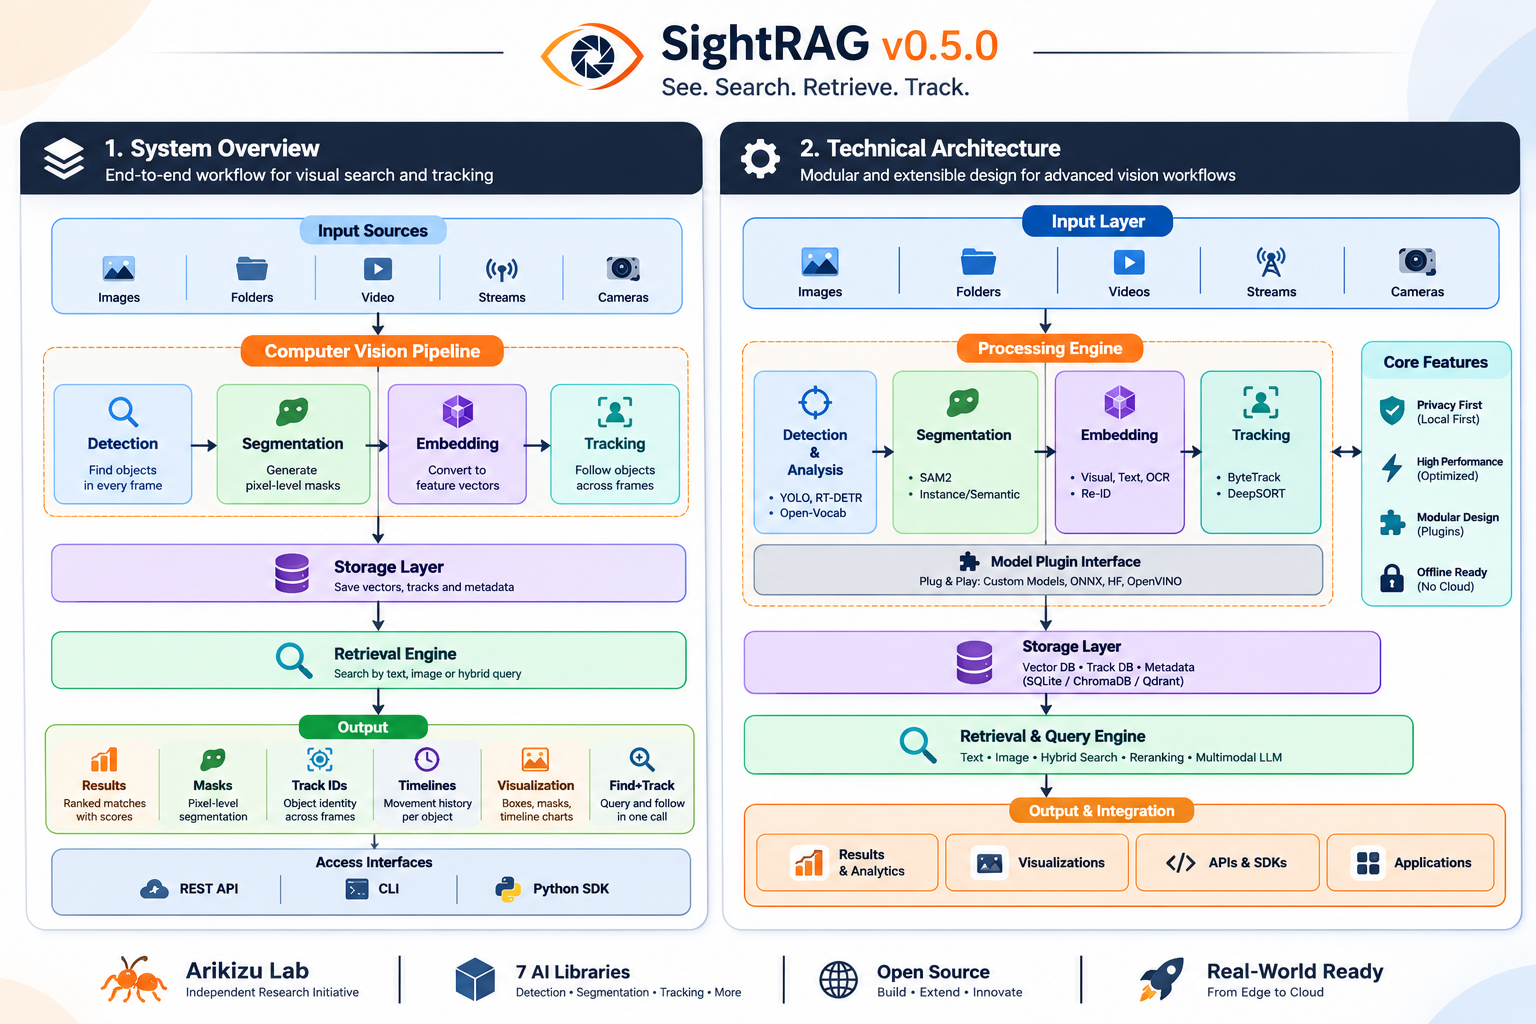 SightRAG v0.5.0
See. Search. Retrieve. Track.
1. System Overview
End-to-end workflow for visual search and tracking
Input Sources
Images
Folders
Video
Streams
Cameras
Computer Vision Pipeline
Detection
Find objects
in every frame
Segmentation
Generate
pixel-level masks
Embedding
Convert to
feature vectors
Tracking
Follow objects
across frames
Storage Layer
Save vectors, tracks and metadata
Retrieval Engine
Search by text, image or hybrid query
Output
Results
Ranked matches
with scores
Masks
Pixel-level
segmentation
Track IDs
Object identity
across frames
Timelines
Movement history
per object
Visualization
Boxes, masks,
timeline charts
Find+Track
Query and follow
in one call
Access Interfaces
REST API
CLI
Python SDK
2. Technical Architecture
Modular and extensible design for advanced vision workflows
Input Layer
Images
Folders
Videos
Streams
Cameras
Processing Engine
Detection
&
Analysis
• YOLO, RT-DETR
• Open-Vocab
Segmentation
• SAM2
• Instance/Semantic
Embedding
• Visual, Text, OCR
• Re-ID
Tracking
• ByteTrack
• DeepSORT
Model Plugin Interface
Plug & Play: Custom Models, ONNX, HF, OpenVINO
Core Features
Privacy First
(Local First)
High Performance
(Optimized)
Modular Design
(Plugins)
Offline Ready
(No Cloud)
Storage Layer
Vector DB • Track DB • Metadata
(SQLite / ChromaDB / Qdrant)
Retrieval & Query Engine
Text • Image • Hybrid Search • Reranking • Multimodal LLM
Output & Integration
Results
& Analytics
Visualizations
</> APIs & SDKs
Applications
Arikizu Lab
Independent Research Initiative
7 AI Libraries
Detection • Segmentation • Tracking • More
Open Source
Build • Extend • Innovate
Real-World Ready
From Edge to Cloud